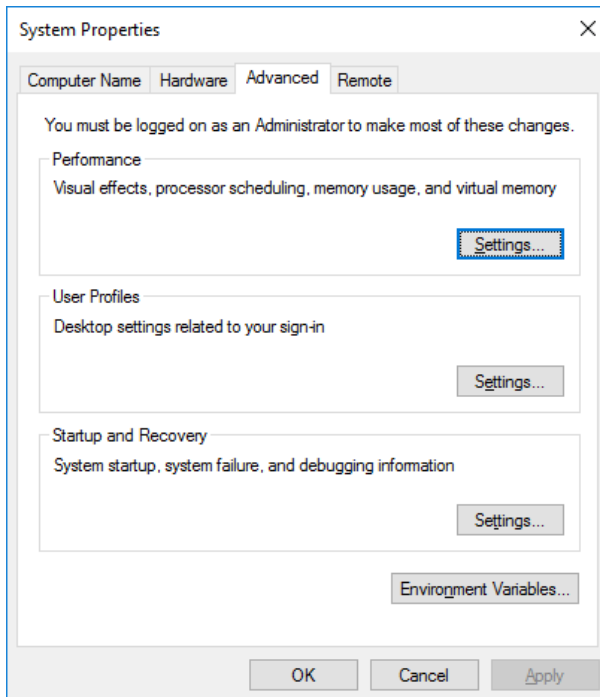 System Properties
Computer Name Hardware Advanced Remote
You must be logged on as an Administrator to make most of these changes.
Performance
Visual effects, processor scheduling, memory usage, and virtual memory
Settings...
User Profiles
Desktop settings related to your sign-in
Settings...
Startup and Recovery
System startup, system failure, and debugging information
Settings...
Environment Variables...
OK Cancel Apply